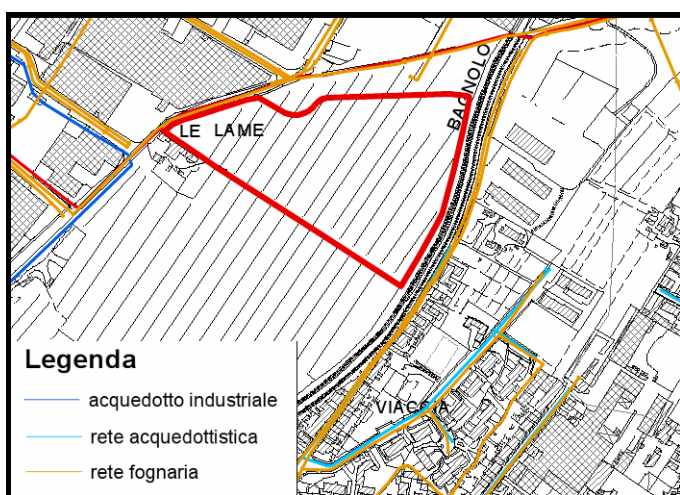 BAGNOLO
LE LAME
VIACCIA
Legenda
acquedotto industriale
rete acquedottistica
rete fognaria